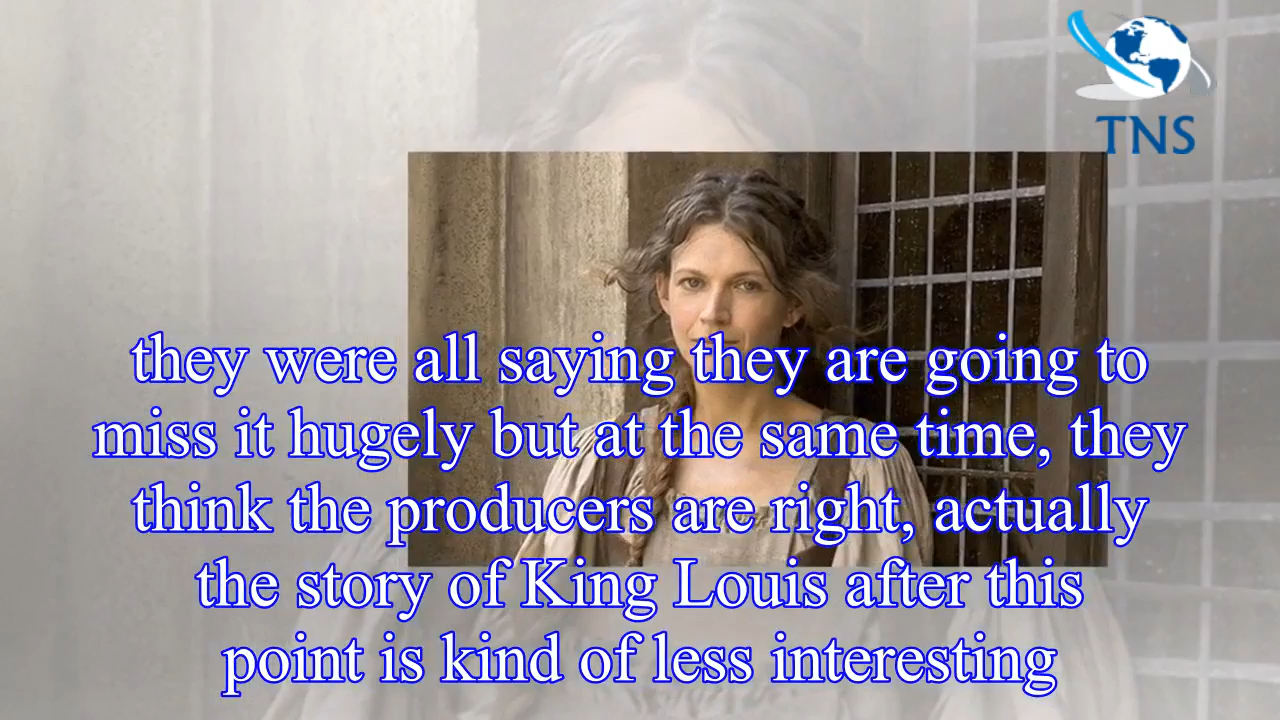 TNS
they were all saying they are going to
miss it hugely but at the same time, they
think the producers are right, actually
the story of King Louis after this
point is kind of less interesting